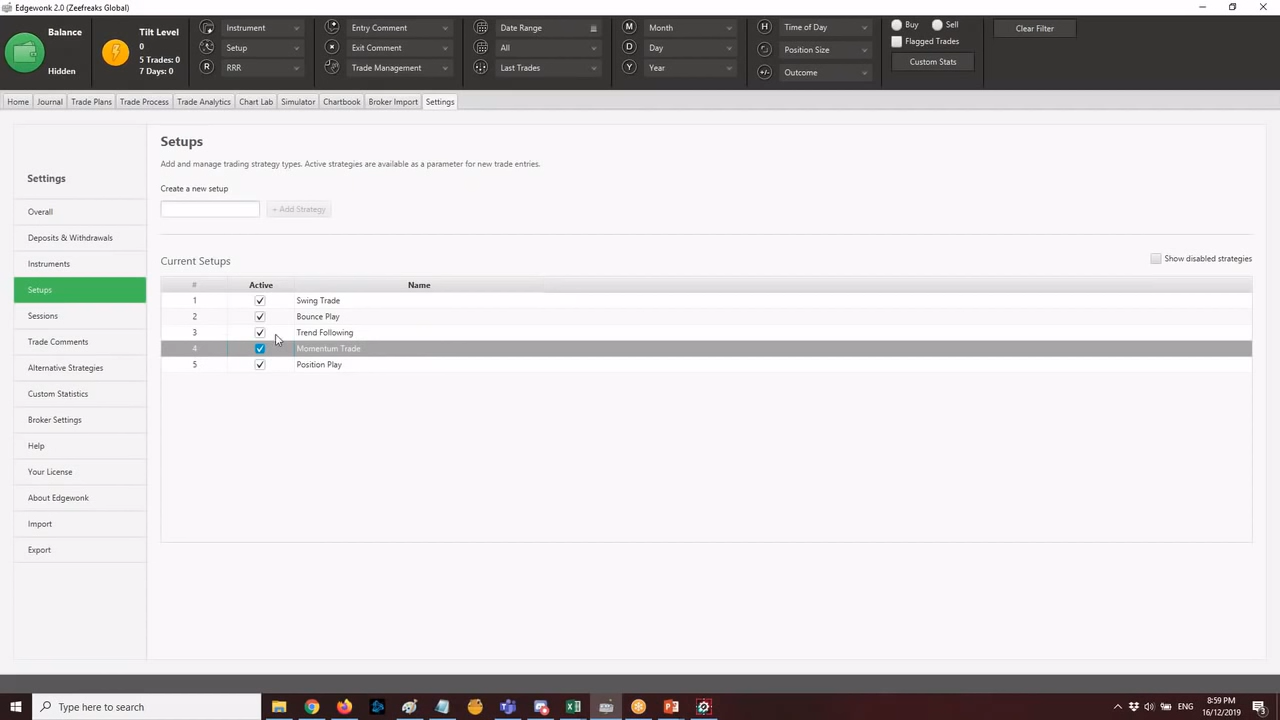 Edgewonk 2.0 (Zeefreaks Global)
Balance
Hidden
Tilt Level
0
5 Trades: 0
7 Days: 0
Instrument
Setup
R
RRR
Entry Comment
Exit Comment
Trade Management
Date Range
All
Last Trades
M
Month
D
Day
Y
Year
H
Time of Day
Position Size
+/-
Outcome
Buy
Sell
Flagged Trades
Custom Stats
Clear Filter
Home
Journal
Trade Plans
Trade Process
Trade Analytics
Chart Lab
Simulator
Chartbook
Broker Import
Settings
Settings
Overall
Deposits & Withdrawals
Instruments
Setups
Sessions
Trade Comments
Alternative Strategies
Custom Statistics
Broker Settings
Help
Your License
About Edgewonk
Import
Export
Setups
Add and manage trading strategy types. Active strategies are available as a parameter for new trade entries.
Create a new setup
+ Add Strategy
Current Setups
Show disabled strategies
# Active Name
1 Swing Trade
2 Bounce Play
3 Trend Following
4 Momentum Trade
5 Position Play
Type here to search
ENG
8:59 PM
16/12/2019